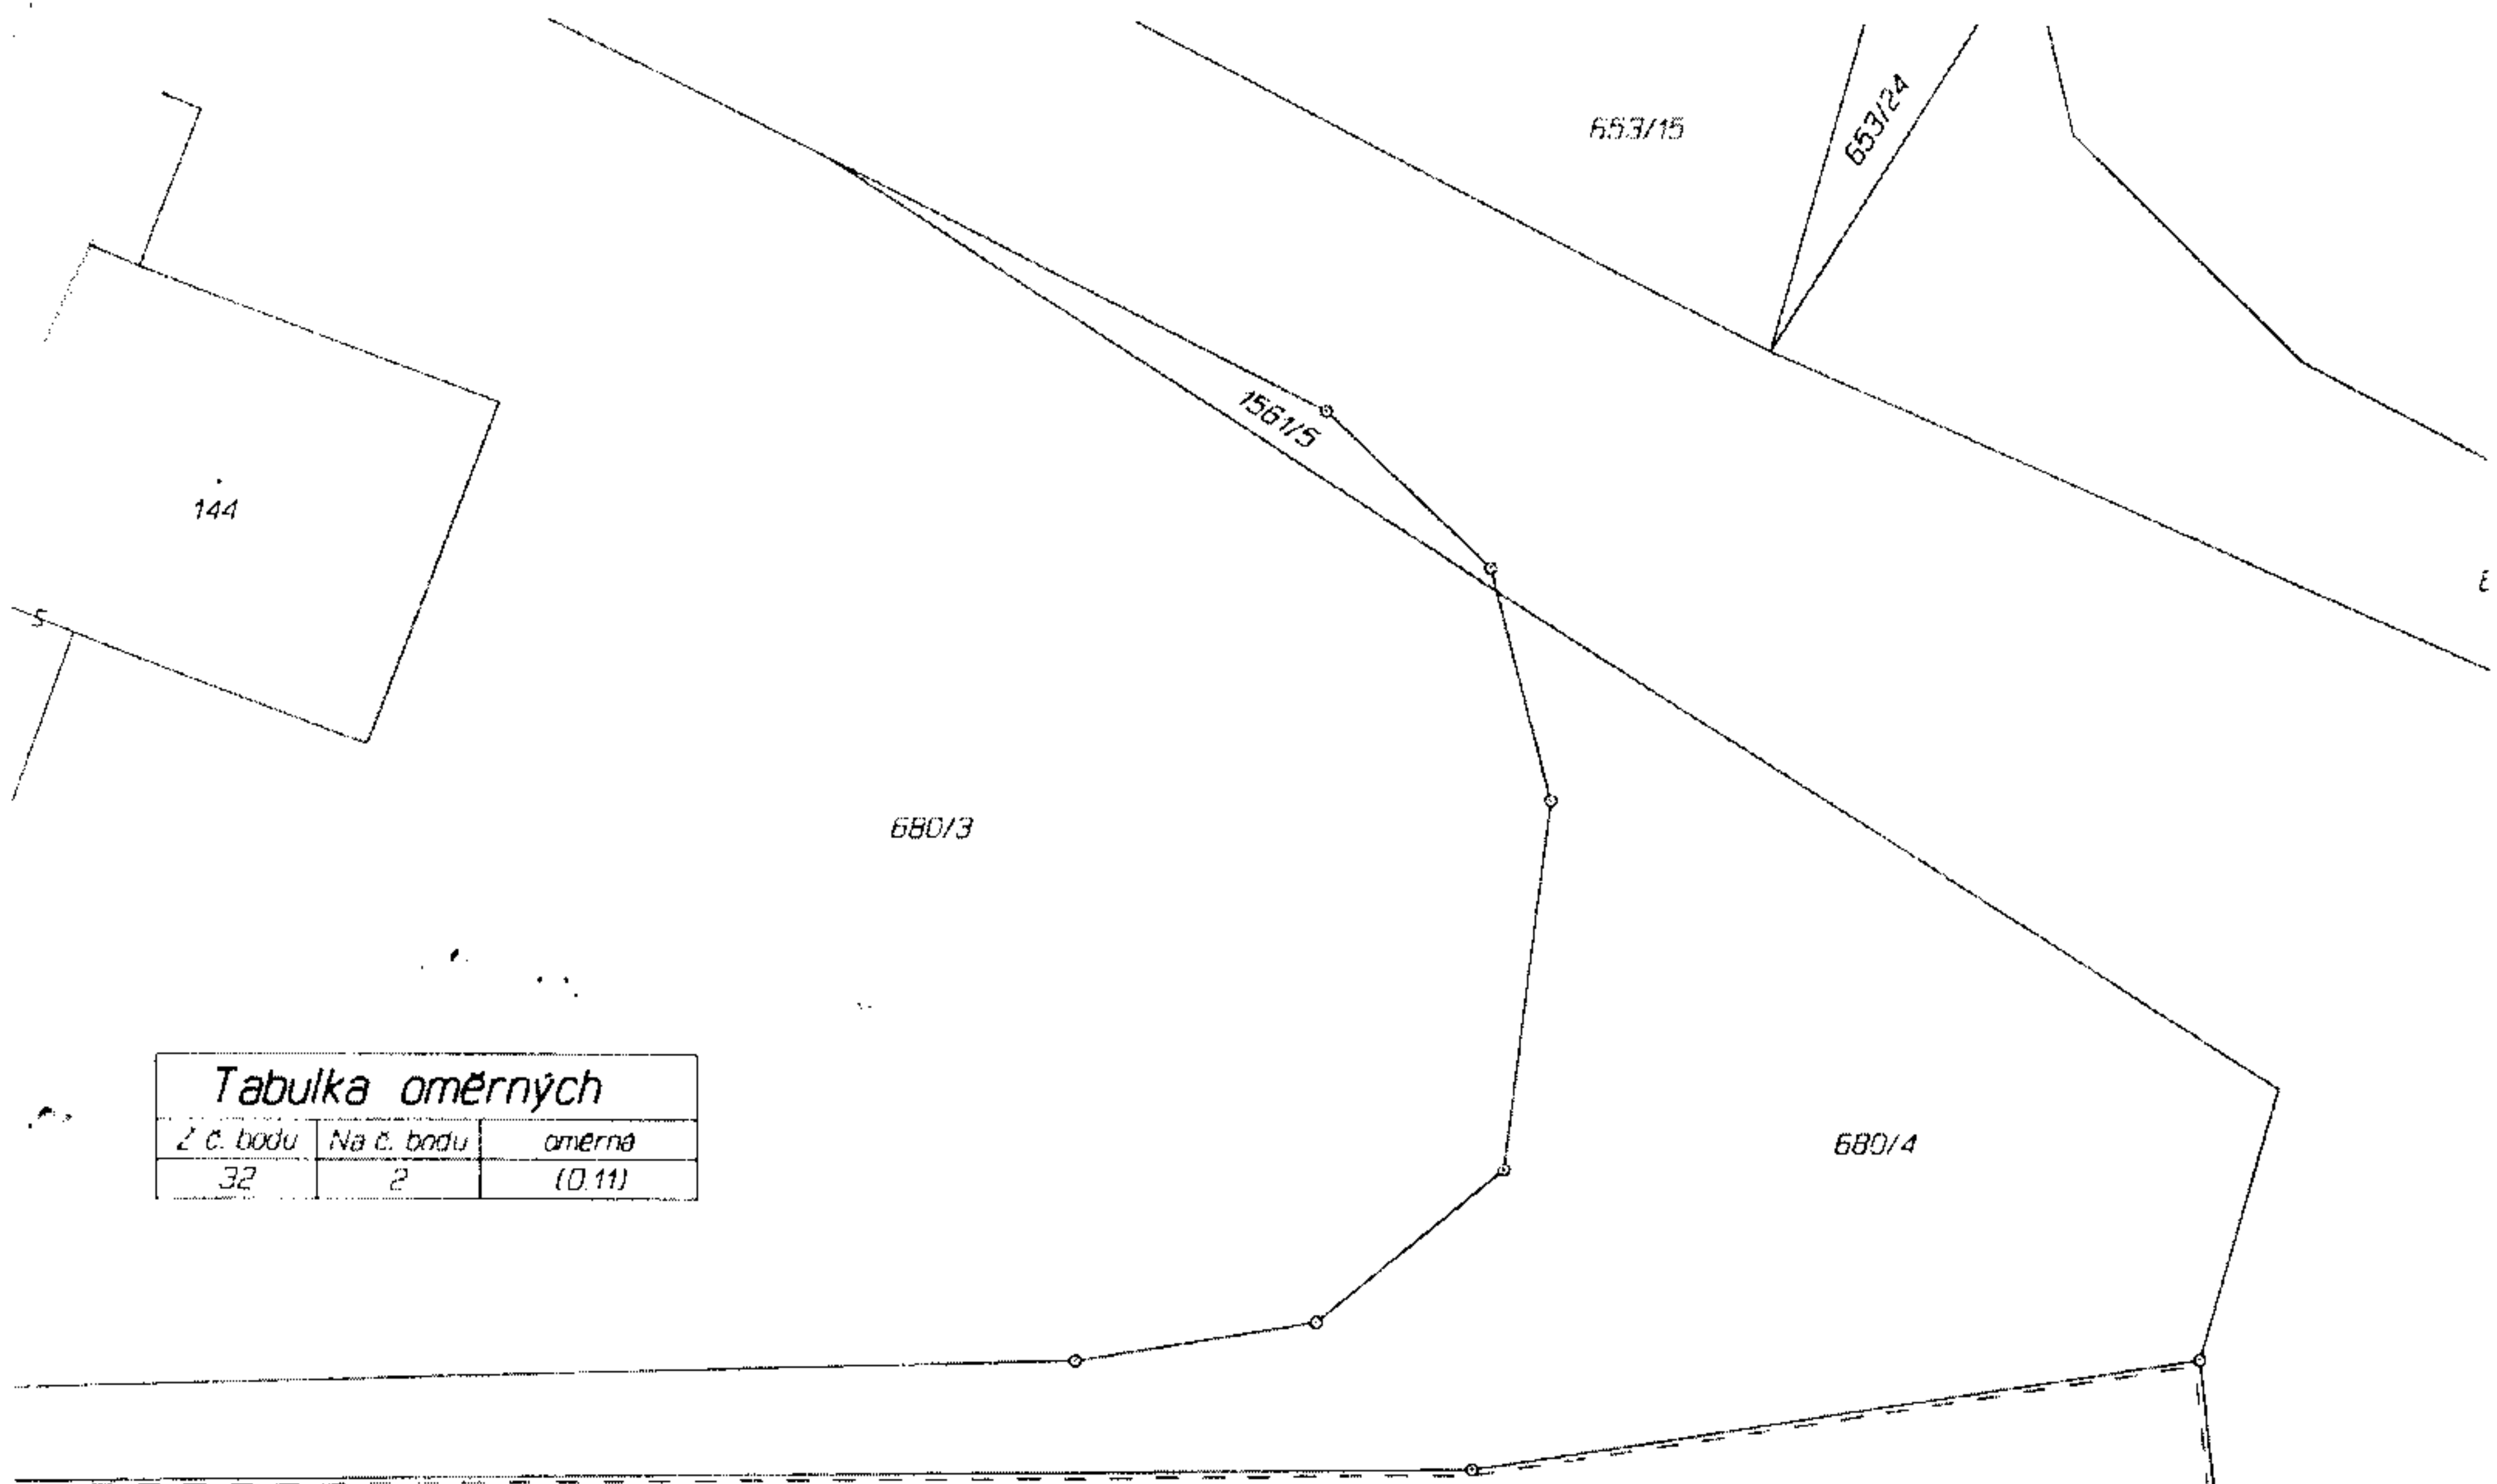 653/15
653/24
1561/5
144
5
680/3
Tabulka oměrných
Z č. bodu Na č. bodu oměrná
32 2 (0.11)
680/4